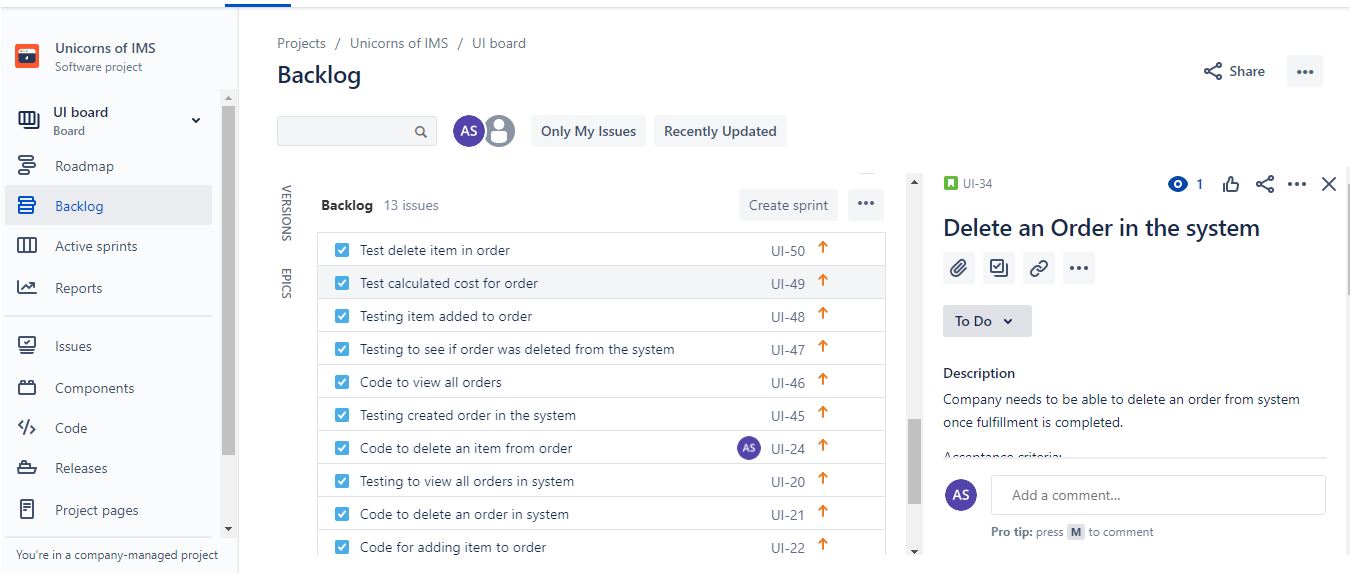 Unicorns of IMS
Software project
UI board
Board
Roadmap
Backlog
Active sprints
Reports
Issues
Components
Code
Releases
Project pages
You're in a company-managed project
Projects / Unicorns of IMS / UI board
Backlog
Share
AS
Only My Issues
Recently Updated
VERSIONS
EPICS
Backlog 13 issues
Create sprint
Test delete item in order UI-50
Test calculated cost for order UI-49
Testing item added to order UI-48
Testing to see if order was deleted from the system UI-47
Code to view all orders UI-46
Testing created order in the system UI-45
Code to delete an item from order AS UI-24
Testing to view all orders in system UI-20
Code to delete an order in system UI-21
Code for adding item to order UI-22
UI-34
1
Delete an Order in the system
To Do
Description
Company needs to be able to delete an order from system
once fulfillment is completed.
Acceptance criteria:
AS
Add a comment...
Pro tip: press M to comment